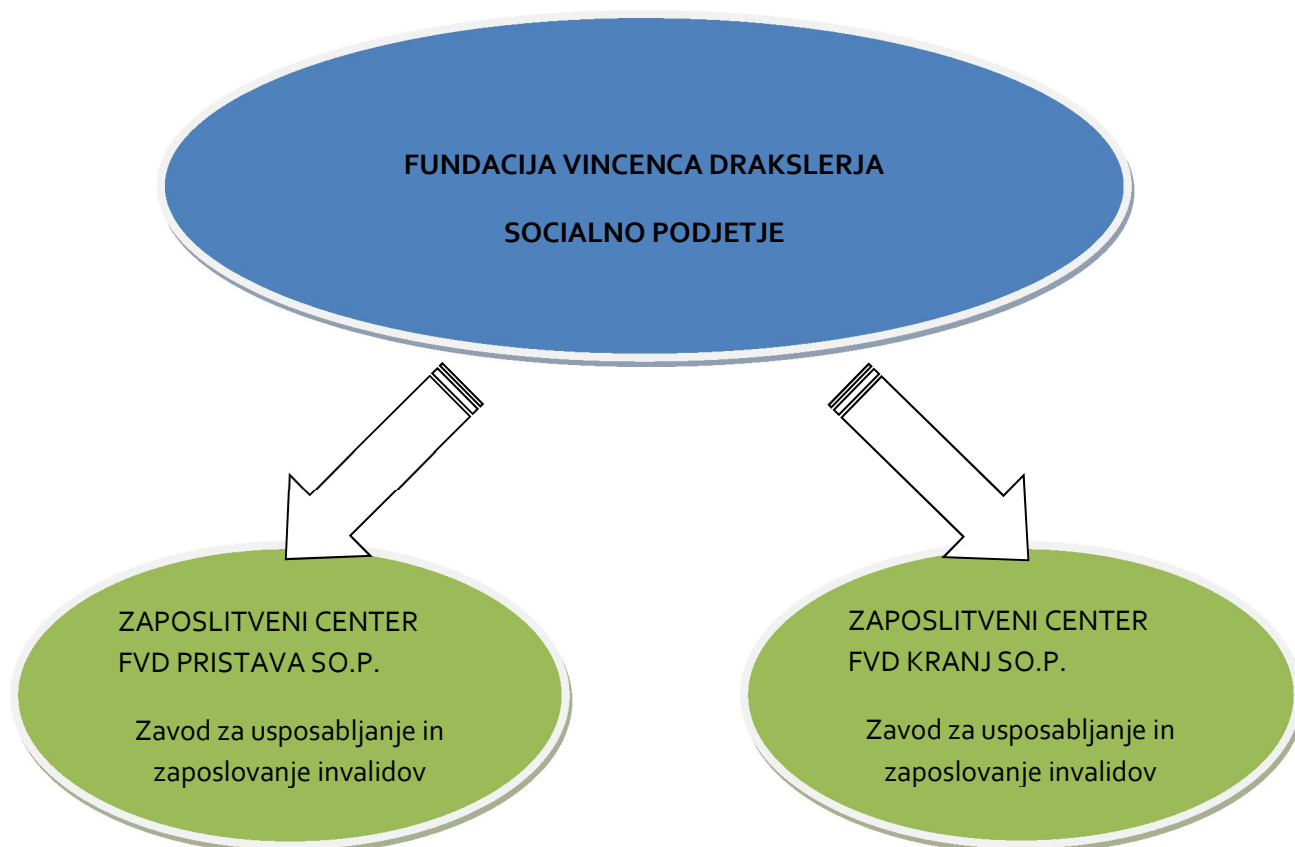 FUNDACIJA VINCENCA DRAKSLERJA
SOCIALNO PODJETJE
ZAPOSLITVENI CENTER
FVD PRISTAVA SO.P.
Zavod za usposabljanje in
zaposlovanje invalidov
ZAPOSLITVENI CENTER
FVD KRANJ SO.P.
Zavod za usposabljanje in
zaposlovanje invalidov